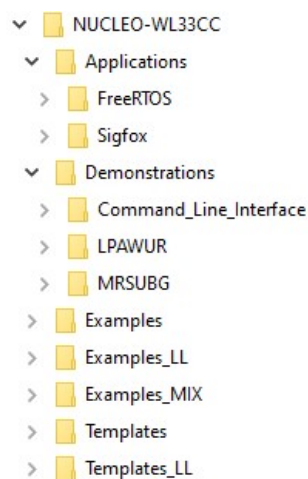 NUCLEO-WL33CC
Applications
FreeRTOS
Sigfox
Demonstrations
Command_Line_Interface
LPAWUR
MRSUBG
Examples
Examples_LL
Examples_MIX
Templates
Templates_LL